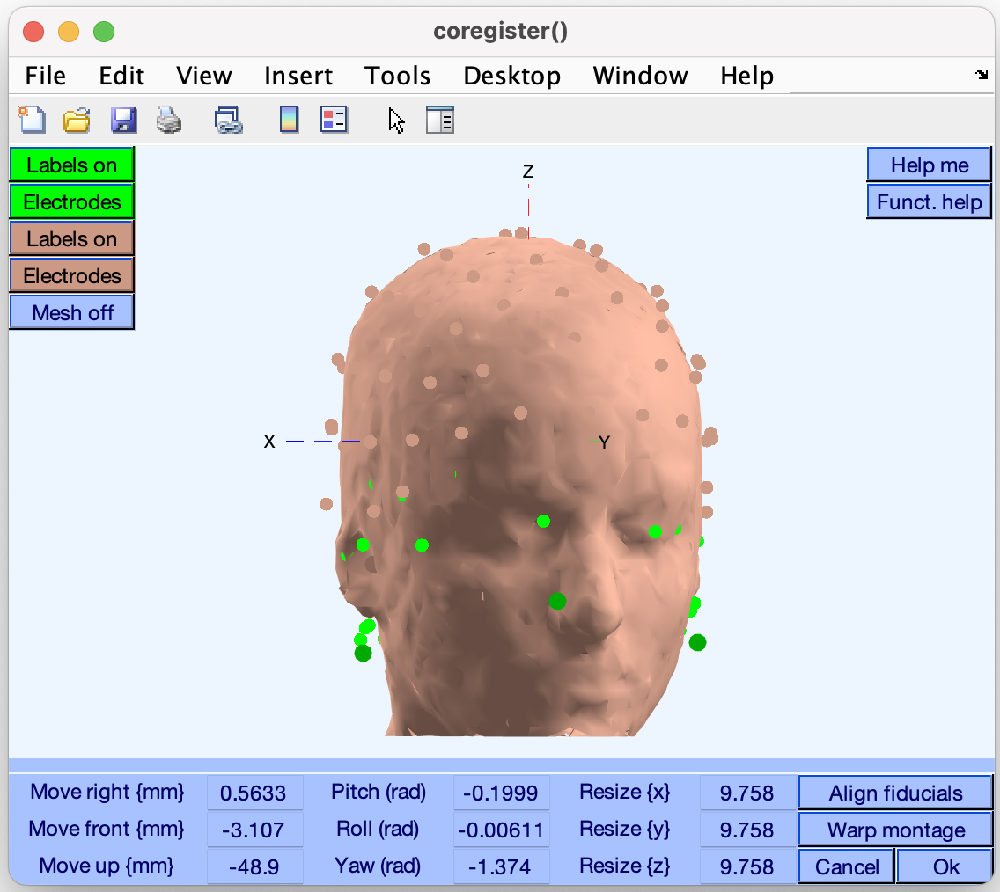 coregister()
File Edit View Insert Tools Desktop Window Help
Labels on
Electrodes
Labels on
Electrodes
Mesh off
Help me
Funct. help
Z
X
Y
Move right {mm} 0.5633 Pitch (rad) -0.1999 Resize {x} 9.758 Align fiducials
Move front {mm} -3.107 Roll (rad) -0.00611 Resize {y} 9.758 Warp montage
Move up {mm} -48.9 Yaw (rad) -1.374 Resize {z} 9.758 Cancel Ok